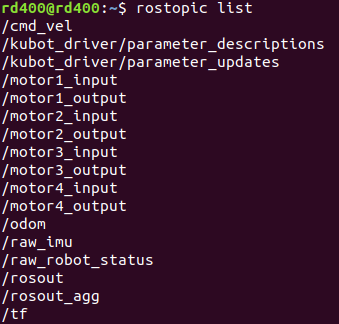 rd400@rd400:~$ rostopic list
/cmd_vel
/kubot_driver/parameter_descriptions
/kubot_driver/parameter_updates
/motor1_input
/motor1_output
/motor2_input
/motor2_output
/motor3_input
/motor3_output
/motor4_input
/motor4_output
/odom
/raw_imu
/raw_robot_status
/rosout
/rosout_agg
/tf